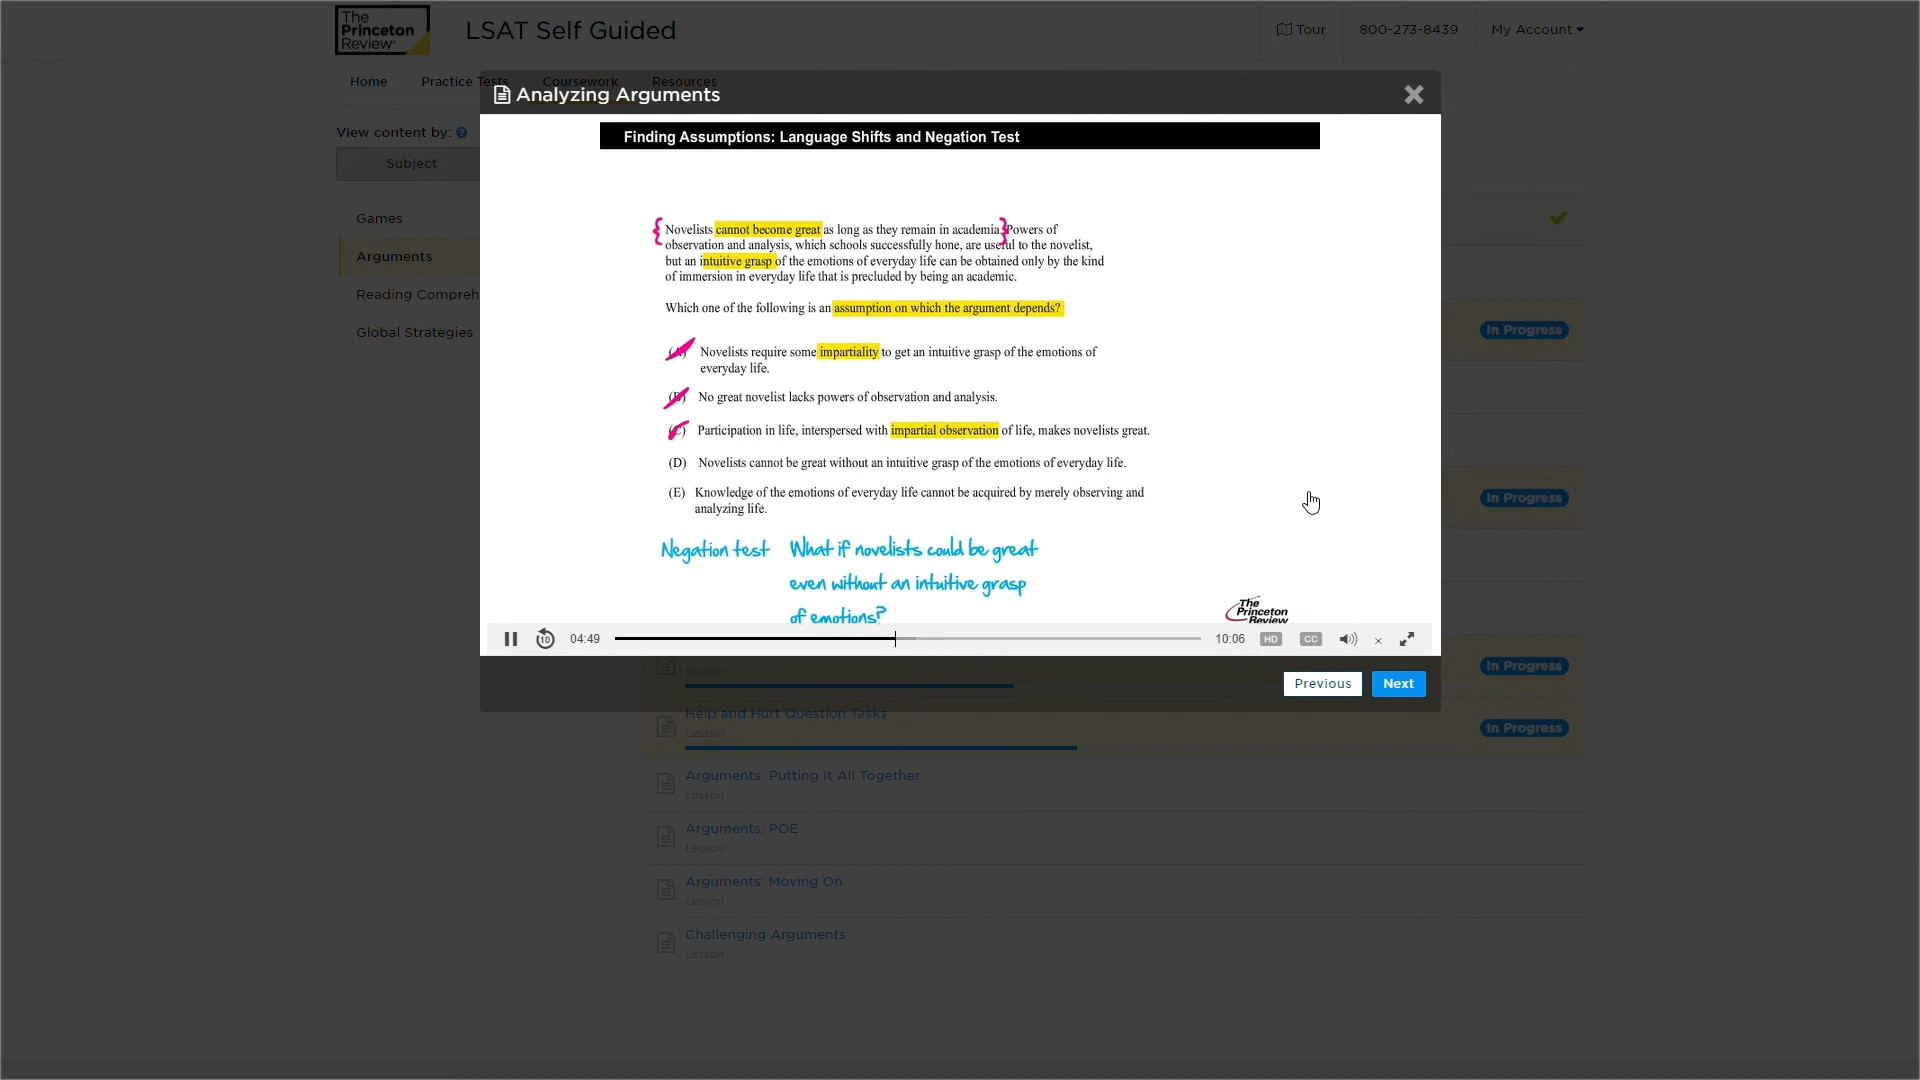 The
Princeton
Review
LSAT Self Guided
Tour
800-273-8439
My Account
Home
Practice Tests
Coursework
Resources
Analyzing Arguments
View content by:
Subject
Games
Arguments
Reading Compreh
Global Strategies
Finding Assumptions: Language Shifts and Negation Test
Novelists cannot become great as long as they remain in academia. Powers of
observation and analysis, which schools successfully hone, are useful to the novelist,
but an intuitive grasp of the emotions of everyday life can be obtained only by the kind
of immersion in everyday life that is precluded by being an academic.
Which one of the following is an assumption on which the argument depends?
(A) Novelists require some impartiality to get an intuitive grasp of the emotions of
everyday life.
(B) No great novelist lacks powers of observation and analysis.
(C) Participation in life, interspersed with impartial observation of life, makes novelists great.
(D) Novelists cannot be great without an intuitive grasp of the emotions of everyday life.
(E) Knowledge of the emotions of everyday life cannot be acquired by merely observing and
analyzing life.
Negation test What if novelists could be great
even without an intuitive grasp
of emotions?
The
Princeton
Review
10
04:49
10:06
HD
CC
Previous
Next
In Progress
In Progress
In Progress
Lesson
Help and Hurt Question Tasks
Lesson
In Progress
Arguments: Putting It All Together
Lesson
Arguments: POE
Lesson
Arguments: Moving On
Lesson
Challenging Arguments
Lesson